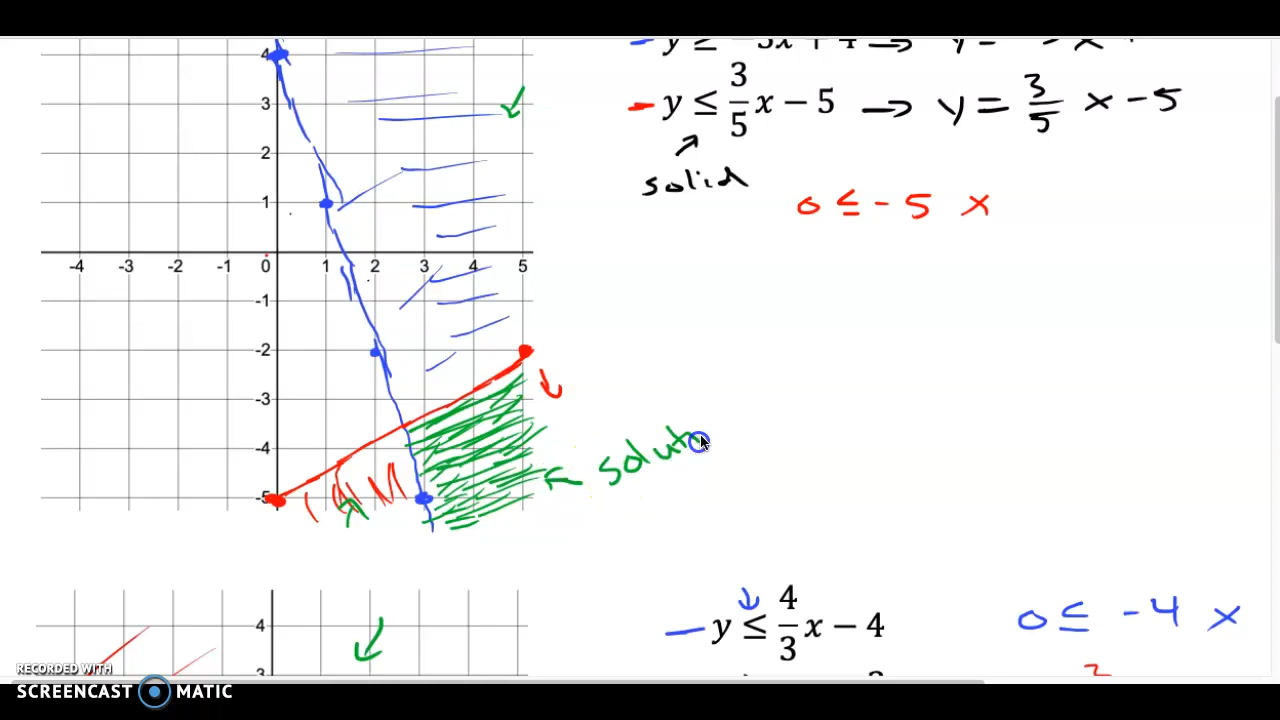 y ≤ 3/5 x − 5 → y = 3/5 x − 5
solid
0 ≤ -5 x
4
3
2
1
-4 -3 -2 -1 0 1 2 3 4 5
-1
-2
-3
-4
-5
solut
y ≤ 4/3 x − 4
0 ≤ -4 x
4
3
RECORDED WITH
SCREENCAST MATIC